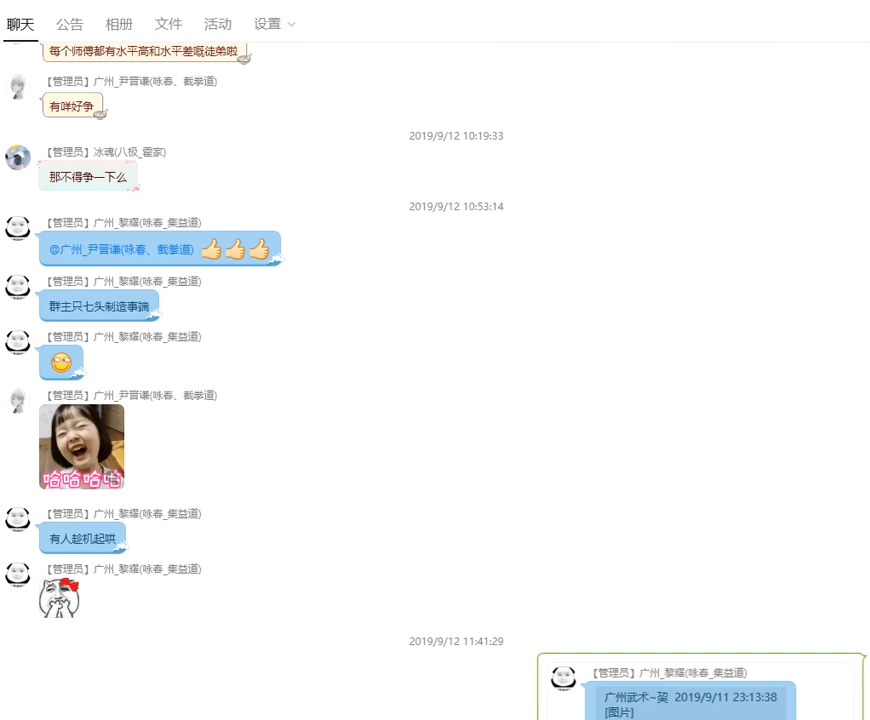 聊天 公告 相册 文件 活动 设置
每个师傅都有水平高和水平差嘅徒弟啦
【管理员】广州_尹晋谦(咏春、截拳道)
有咩好争
2019/9/12 10:19:33
【管理员】冰魂(八极_霍家)
那不得争一下么
2019/9/12 10:53:14
【管理员】广州_黎耀(咏春_集益道)
@广州_尹晋谦(咏春、截拳道)
【管理员】广州_黎耀(咏春_集益道)
群主只七头制造事端
【管理员】广州_黎耀(咏春_集益道)
【管理员】广州_尹晋谦(咏春、截拳道)
哈哈哈哈
【管理员】广州_黎耀(咏春_集益道)
有人趁机起哄
【管理员】广州_黎耀(咏春_集益道)
2019/9/12 11:41:29
【管理员】广州_黎耀(咏春_集益道)
广州武术~巭 2019/9/11 23:13:38
[图片]